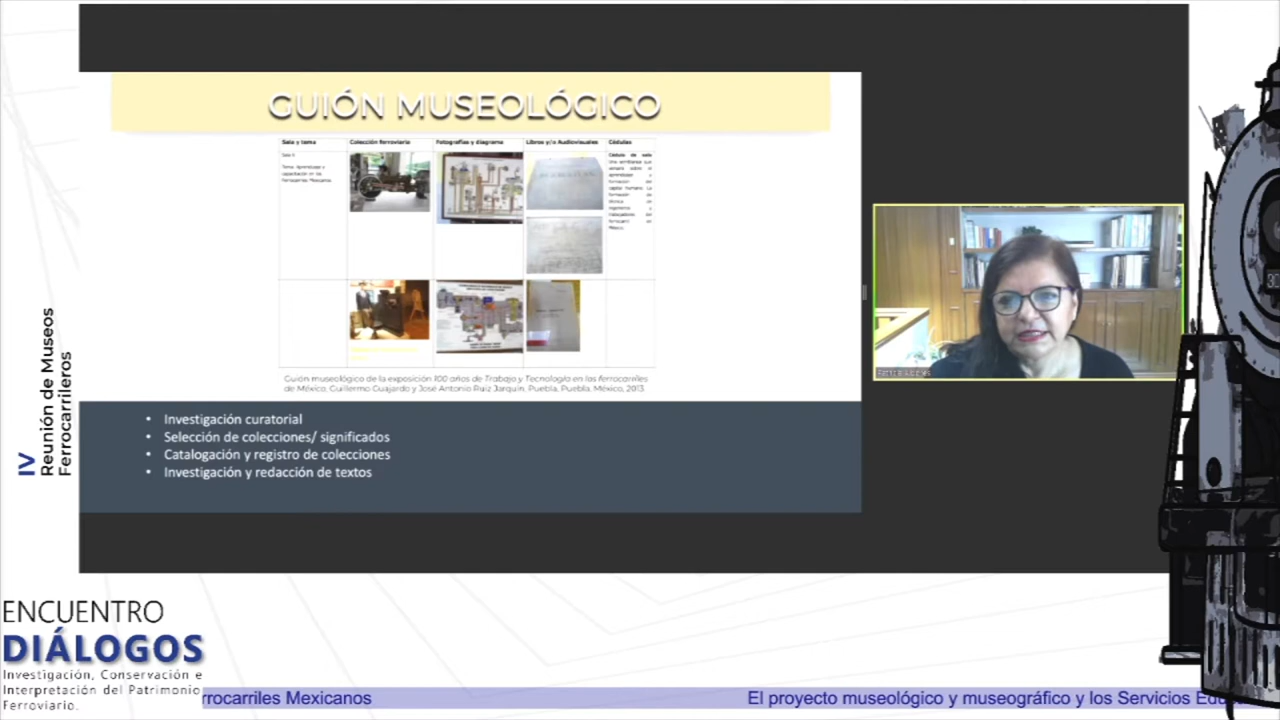 GUIÓN MUSEOLÓGICO
Sala y tema
Colección ferroviaria
Fotografías y diagrama
Libros y/o Audiovisuales
Cédulas
Guión museológico de la exposición 100 años de Trabajo y Tecnología en los ferrocarriles
de México, Guillermo Guajardo y José Antonio Ruiz Jarquín, Puebla, Puebla, México, 2013
• Investigación curatorial
• Selección de colecciones/ significados
• Catalogación y registro de colecciones
• Investigación y redacción de textos
IV
Reunión de Museos
Ferrocarrileros
ENCUENTRO
DIÁLOGOS
Investigación, Conservación e
Interpretación del Patrimonio
Ferroviario.
rrocarriles Mexicanos
El proyecto museológico y museográfico y los Servicios